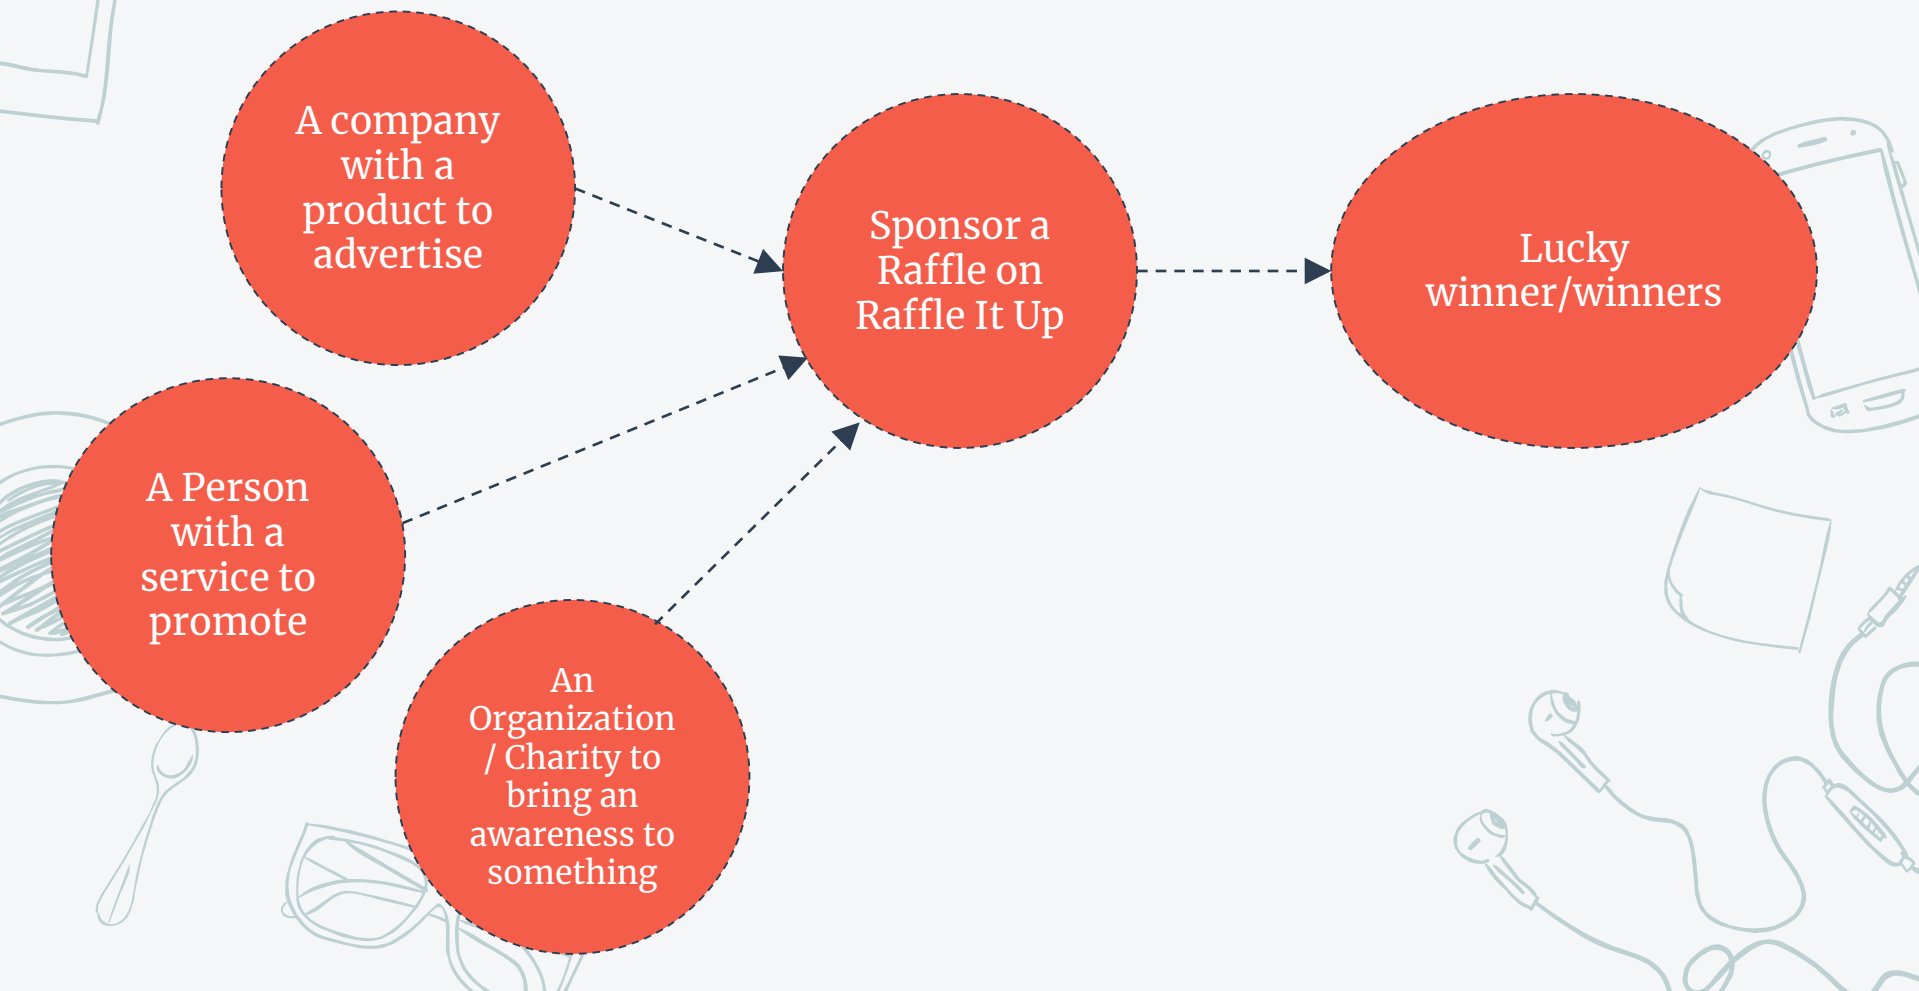 A company
with a
product to
advertise
Sponsor a
Raffle on
Raffle It Up
Lucky
winner/winners
A Person
with a
service to
promote
An
Organization
/ Charity to
bring an
awareness to
something